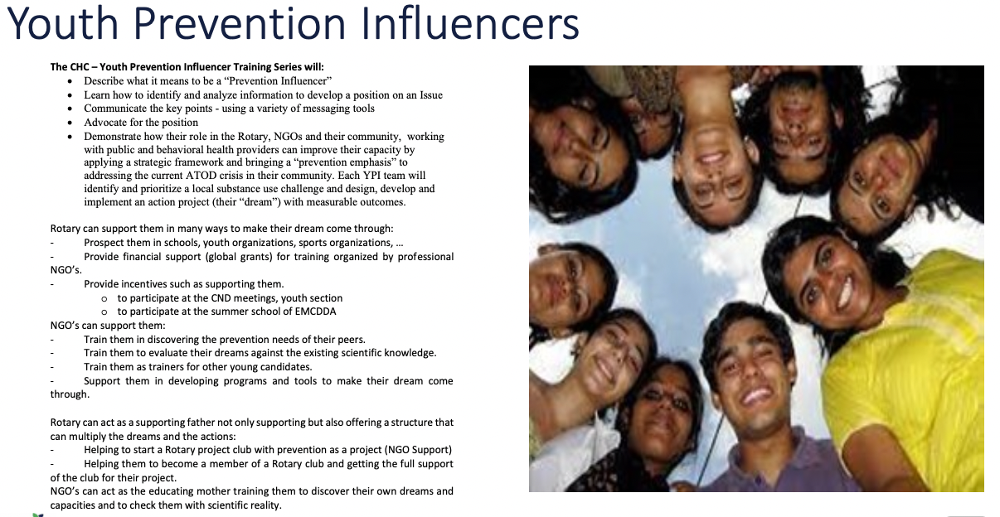 Youth Prevention Influencers
The CHC – Youth Prevention Influencer Training Series will:
• Describe what it means to be a “Prevention Influencer”
• Learn how to identify and analyze information to develop a position on an Issue
• Communicate the key points - using a variety of messaging tools
• Advocate for the position
• Demonstrate how their role in the Rotary, NGOs and their community, working
with public and behavioral health providers can improve their capacity by
applying a strategic framework and bringing a “prevention emphasis” to
addressing the current ATOD crisis in their community. Each YPI team will
identify and prioritize a local substance use challenge and design, develop and
implement an action project (their “dream”) with measurable outcomes.
Rotary can support them in many ways to make their dream come through:
- Prospect them in schools, youth organizations, sports organizations, …
- Provide financial support (global grants) for training organized by professional
NGO’s.
- Provide incentives such as supporting them.
o to participate at the CND meetings, youth section
o to participate at the summer school of EMCDDA
NGO’s can support them:
- Train them in discovering the prevention needs of their peers.
- Train them to evaluate their dreams against the existing scientific knowledge.
- Train them as trainers for other young candidates.
- Support them in developing programs and tools to make their dream come
through.
Rotary can act as a supporting father not only supporting but also offering a structure that
can multiply the dreams and the actions:
- Helping to start a Rotary project club with prevention as a project (NGO Support)
- Helping them to become a member of a Rotary club and getting the full support
of the club for their project.
NGO’s can act as the educating mother training them to discover their own dreams and
capacities and to check them with scientific reality.